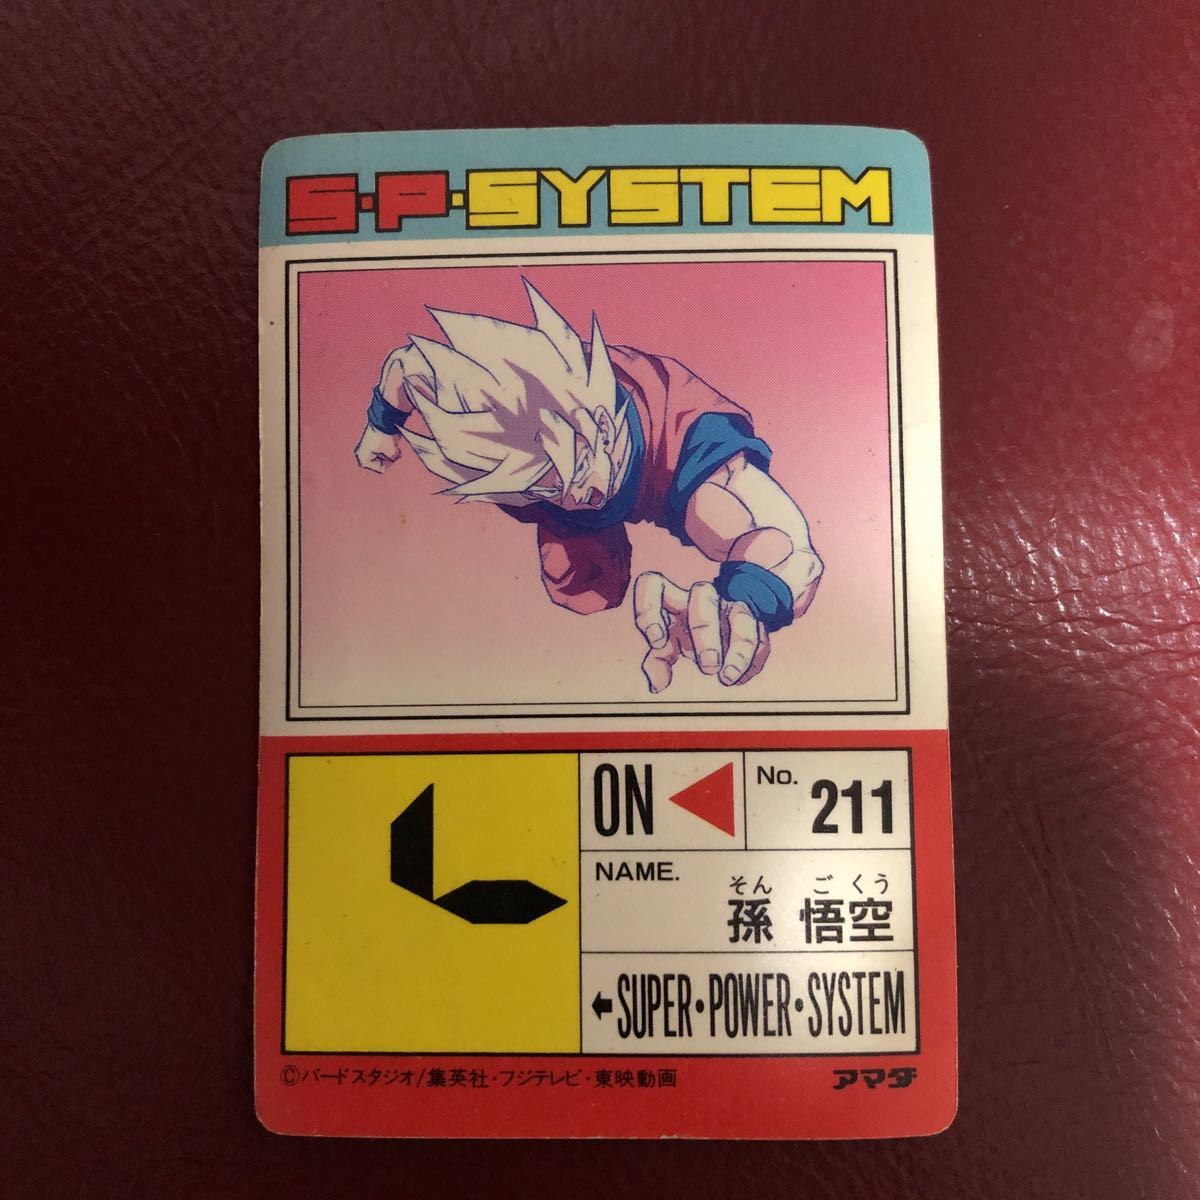 S·P·SYSTEM
ON
No. 211
NAME.
そん ご くう
孫 悟空
SUPER·POWER·SYSTEM
©バードスタジオ/集英社・フジテレビ・東映動画
アマダ